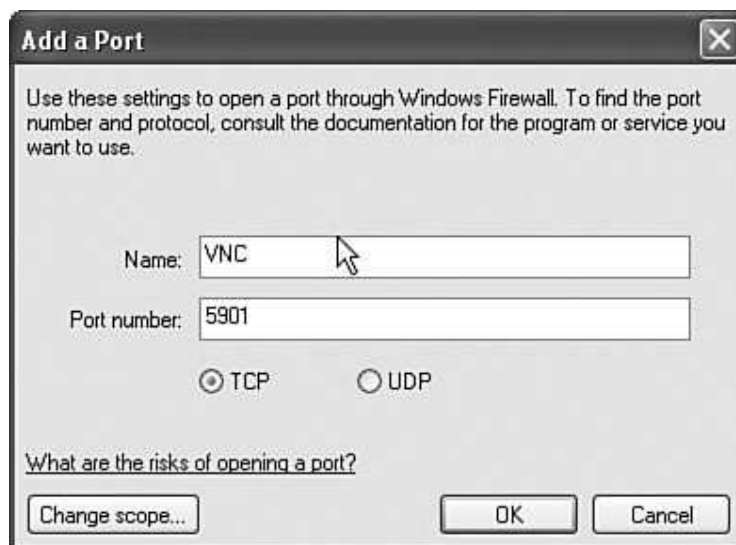 Add a Port
Use these settings to open a port through Windows Firewall. To find the port
number and protocol, consult the documentation for the program or service you
want to use.
Name: VNC
Port number: 5901
TCP UDP
What are the risks of opening a port?
Change scope... OK Cancel